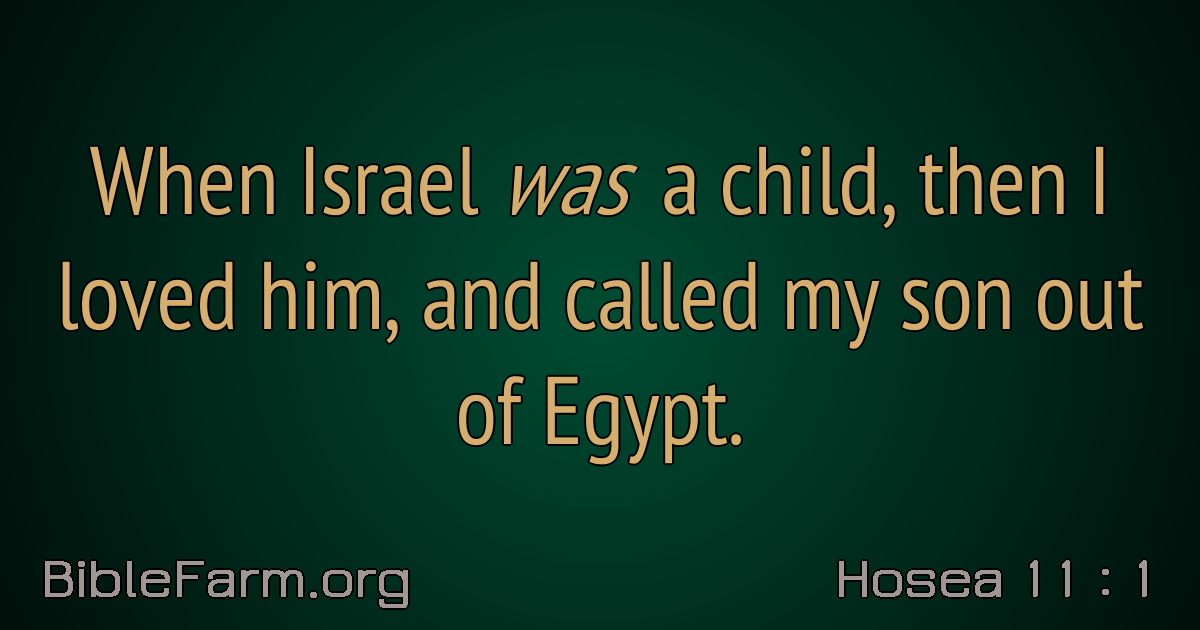 When Israel was a child, then I
loved him, and called my son out
of Egypt.
BibleFarm.org
Hosea 11 : 1